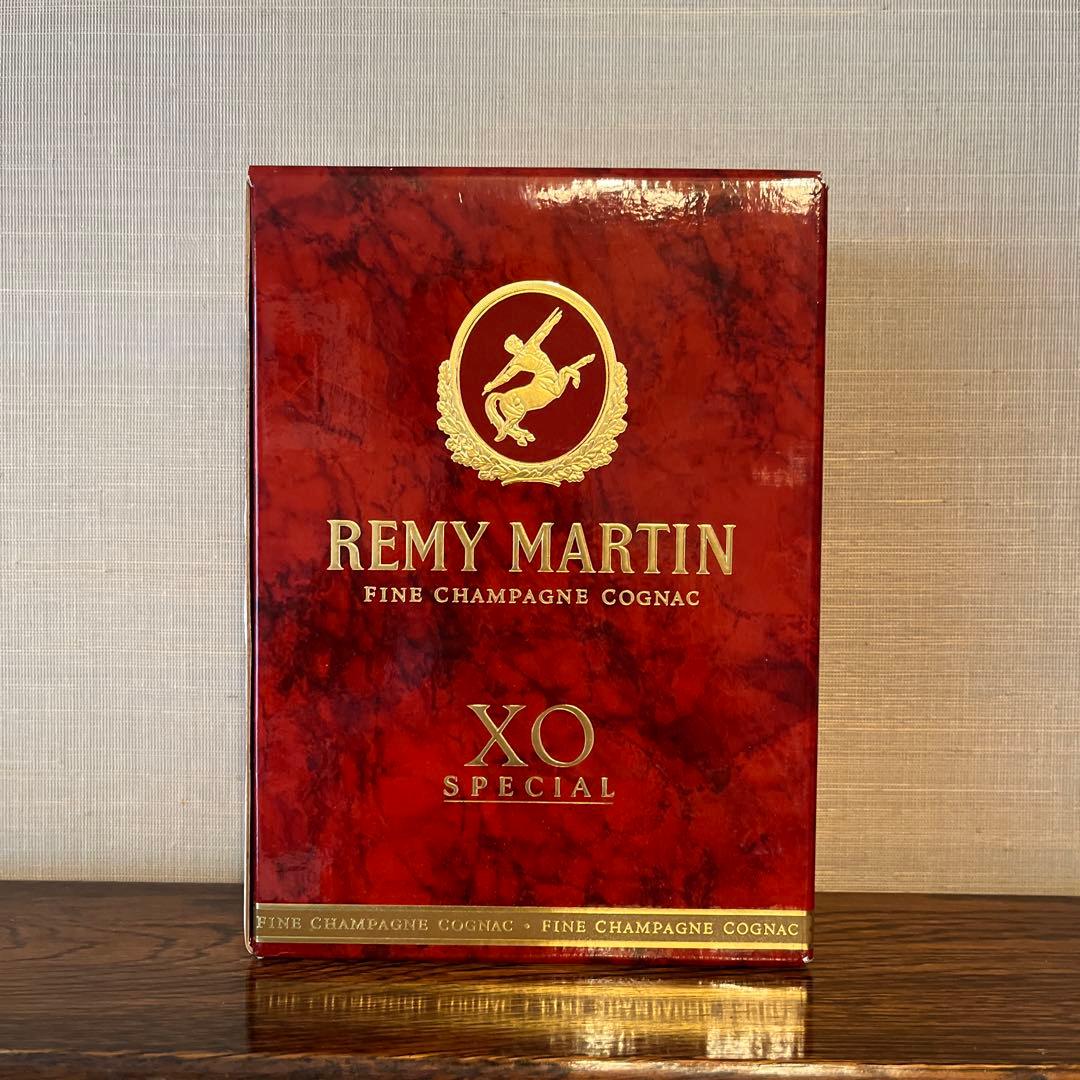 REMY MARTIN
FINE CHAMPAGNE COGNAC
XO
SPECIAL
FINE CHAMPAGNE COGNAC • FINE CHAMPAGNE COGNAC